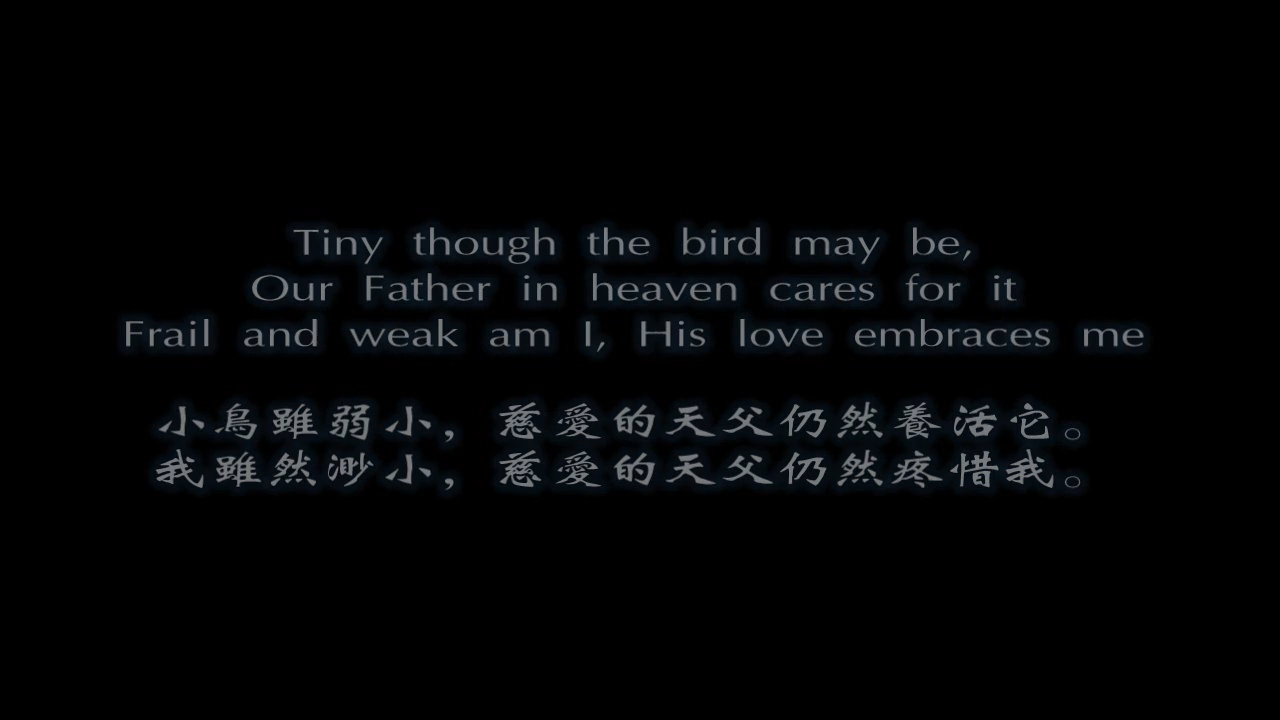 Tiny though the bird may be,
Our Father in heaven cares for it
Frail and weak am I, His love embraces me
小鳥雖弱小，慈愛的天父仍然養活它。
我雖然渺小，慈愛的天父仍然疼惜我。